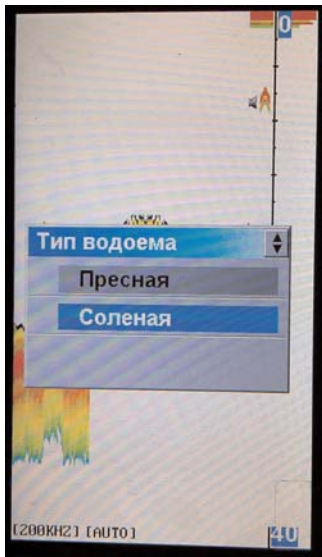 0
Тип водоема
Пресная
Соленая
[200KHZ] [AUTO]
40